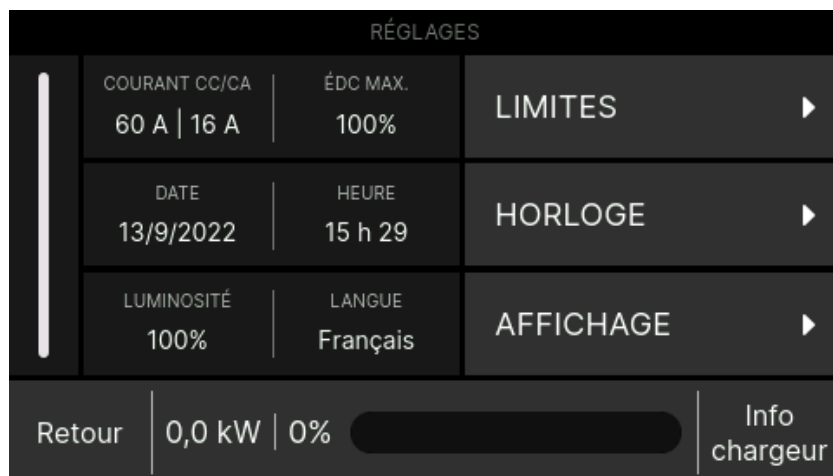 RÉGLAGES
COURANT CC/CA
ÉDC MAX.
60 A | 16 A
100%
LIMITES
DATE
HEURE
13/9/2022
15 h 29
HORLOGE
LUMINOSITÉ
LANGUE
100%
Français
AFFICHAGE
Retour
0,0 kW | 0%
Info
chargeur